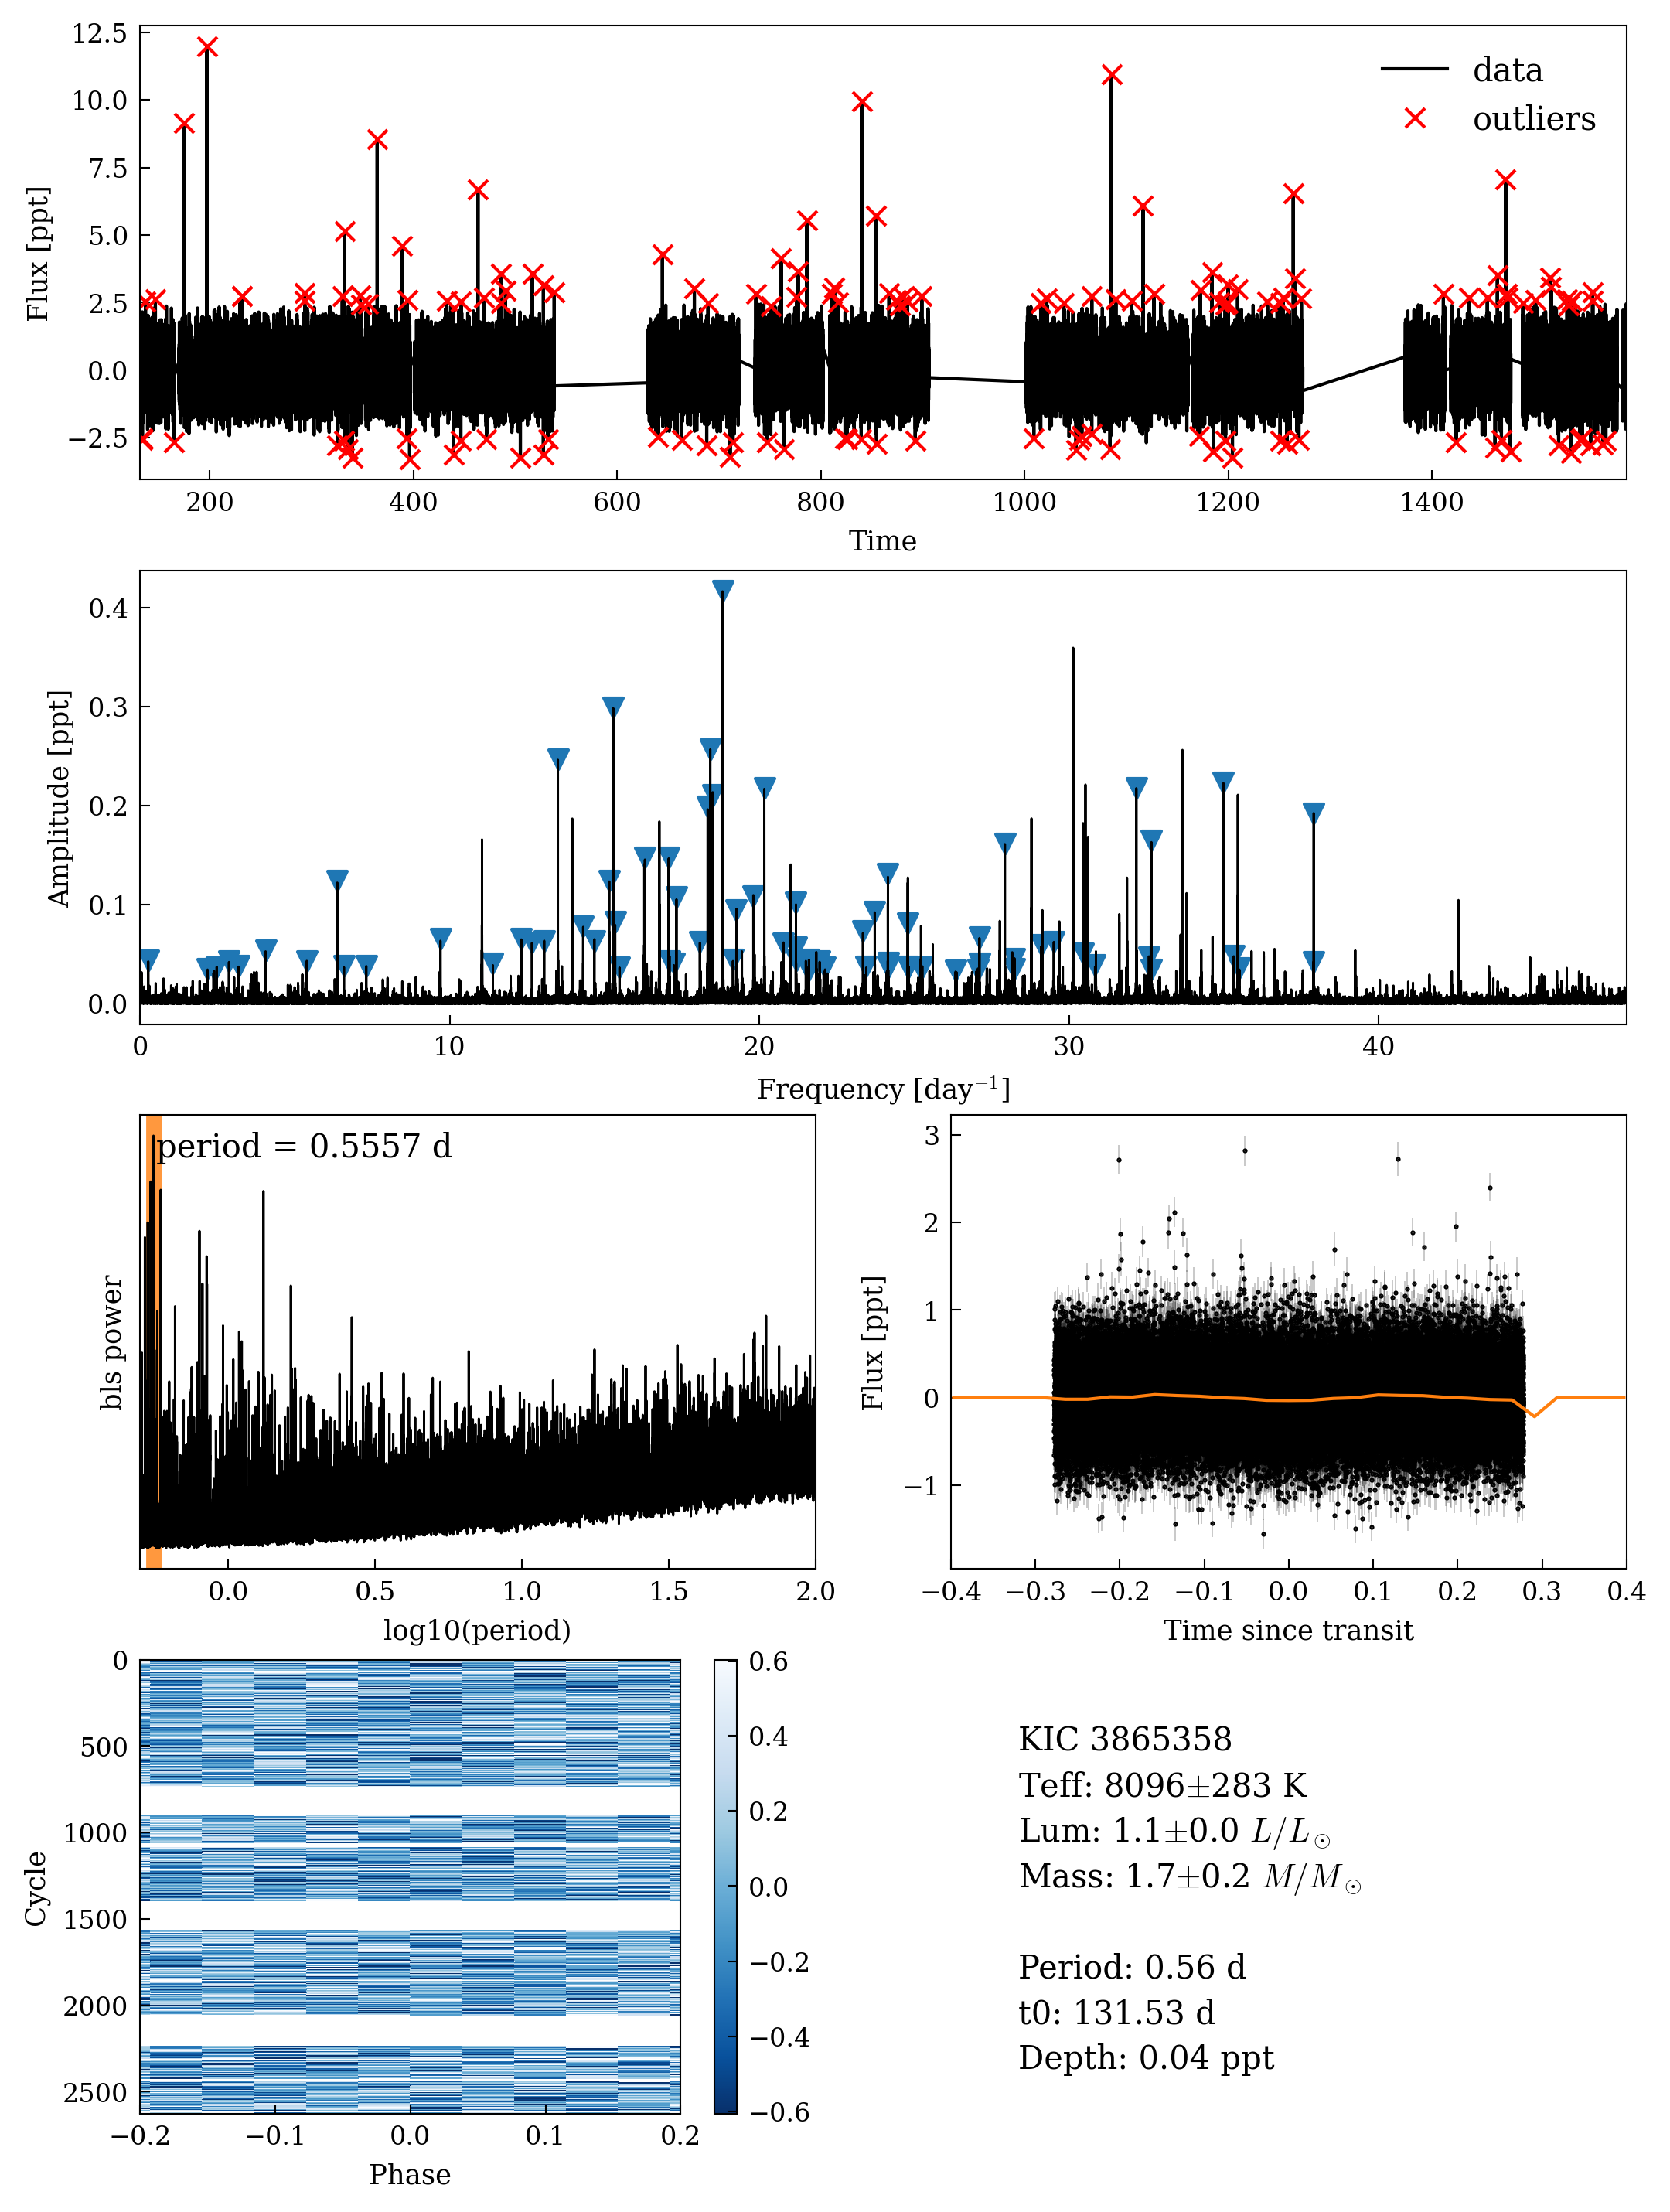 12.5
10.0
7.5
5.0
2.5
0.0
−2.5
Flux [ppt]
data
outliers
200 400 600 800 1000 1200 1400
Time
0.4
0.3
0.2
0.1
0.0
Amplitude [ppt]
0 10 20 30 40
Frequency [day⁻¹]
period = 0.5557 d
bls power
0.0 0.5 1.0 1.5 2.0
log10(period)
3
2
1
0
−1
Flux [ppt]
−0.4 −0.3 −0.2 −0.1 0.0 0.1 0.2 0.3 0.4
Time since transit
0
500
1000
1500
2000
2500
Cycle
−0.2 −0.1 0.0 0.1 0.2
Phase
0.6
0.4
0.2
0.0
−0.2
−0.4
−0.6
KIC 3865358
Teff: 8096±283 K
Lum: 1.1±0.0 L/L⊙
Mass: 1.7±0.2 M/M⊙
Period: 0.56 d
t0: 131.53 d
Depth: 0.04 ppt